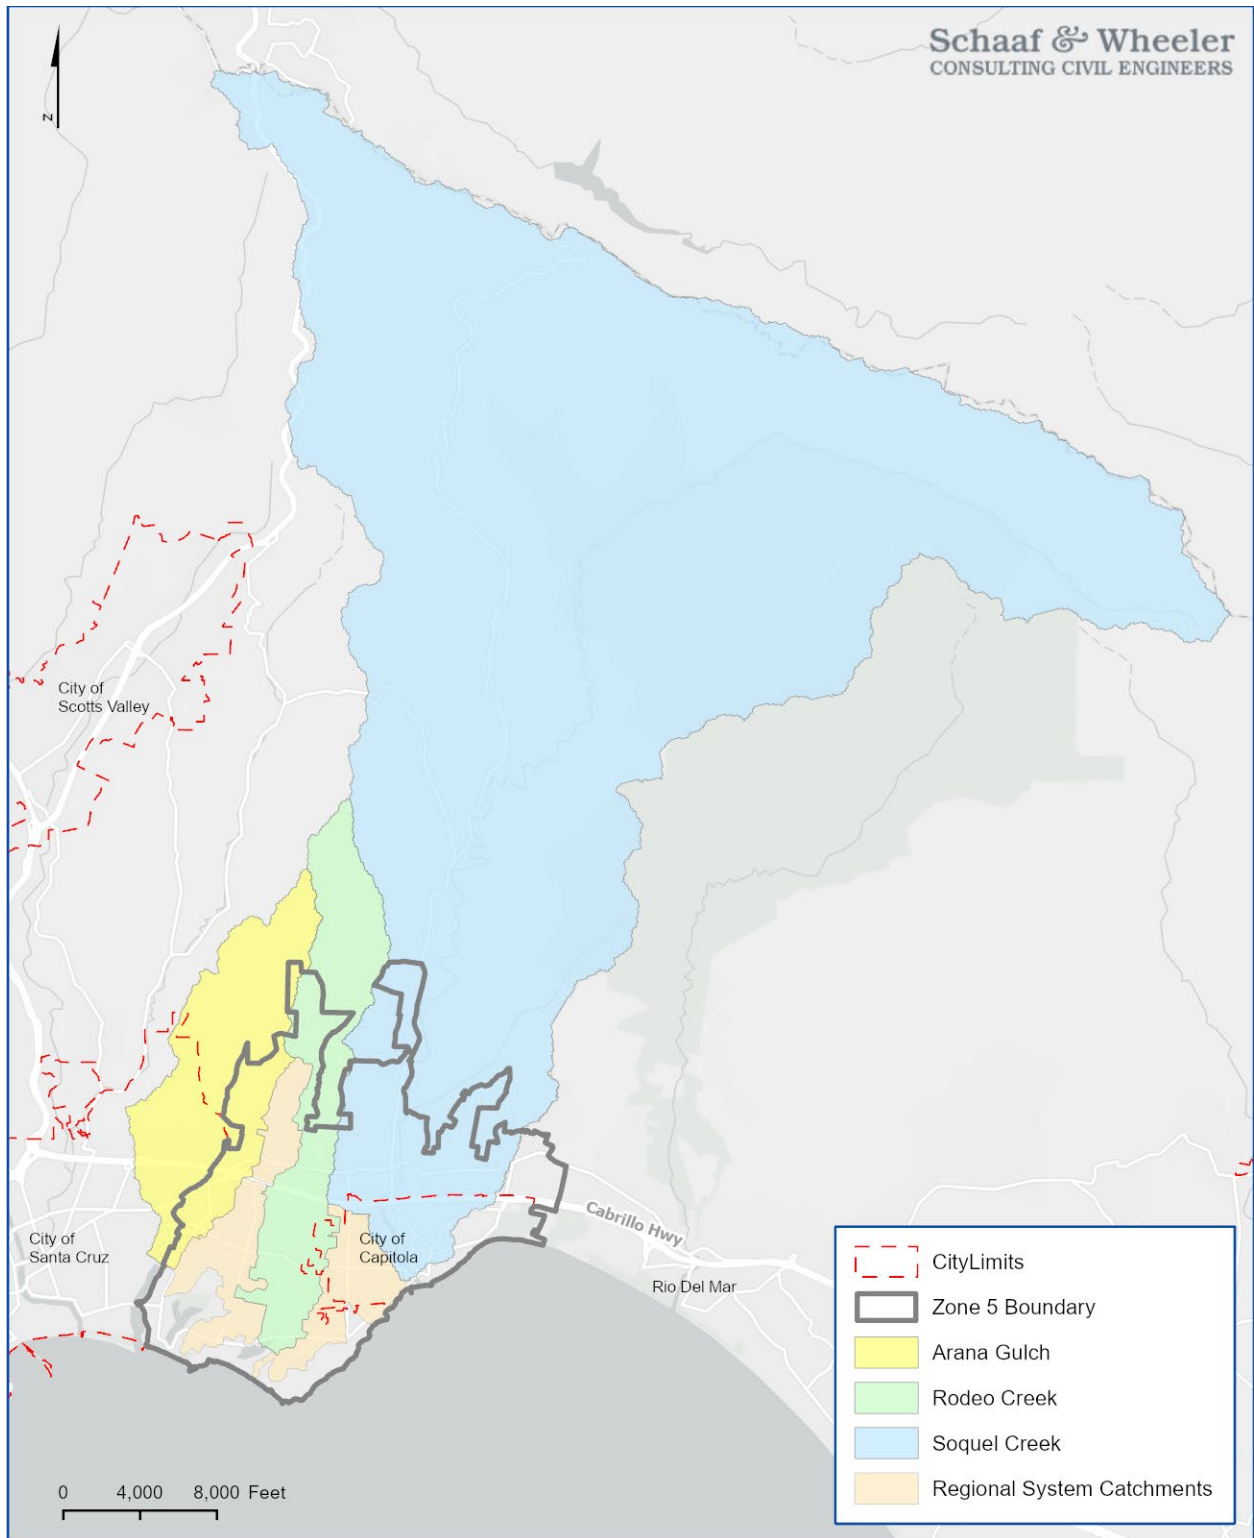 Schaaf & Wheeler
CONSULTING CIVIL ENGINEERS
z
City of
Scotts Valley
City of
Santa Cruz
City of
Capitola
Cabrillo Hwy
Rio Del Mar
CityLimits
Zone 5 Boundary
Arana Gulch
Rodeo Creek
Soquel Creek
Regional System Catchments
0 4,000 8,000 Feet